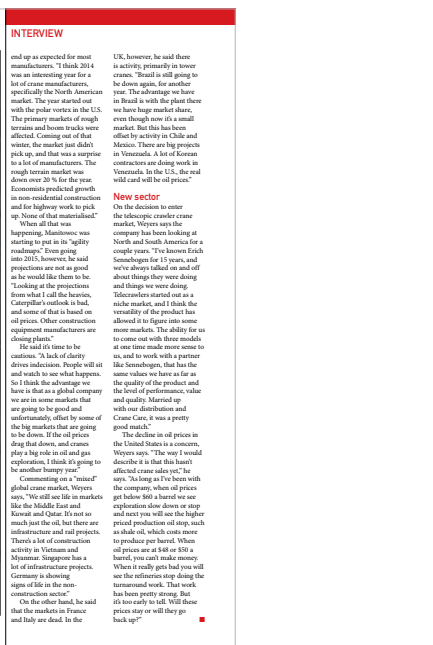 INTERVIEW
end up as expected for most
manufacturers. “I think 2014
was an interesting year for a
lot of crane manufacturers,
specifically the North American
market. The year started out
with the polar vortex in the U.S.
The primary markets of rough
terrains and boom trucks were
affected. Coming out of that
winter, the market just didn’t
pick up, and that was a surprise
to a lot of manufacturers. The
rough terrain market was
down over 20 % for the year.
Economists predicted growth
in non-residential construction
and for highway work to pick
up. None of that materialised.”
When all that was
happening, Manitowoc was
starting to put in its “agility
roadmaps.” Even going
into 2015, however, he said
projections are not as good
as he would like them to be.
“Looking at the projections
from what I call the heavies,
Caterpillar’s outlook is bad,
and some of that is based on
oil prices. Other construction
equipment manufacturers are
closing plants.”
He said it’s time to be
cautious. “A lack of clarity
drives indecision. People will sit
and watch to see what happens.
So I think the advantage we
have is that as a global company
we are in some markets that
are going to be good and
unfortunately, offset by some of
the big markets that are going
to be down. If the oil prices
drag that down, and cranes
play a big role in oil and gas
exploration, I think it’s going to
be another bumpy year.”
Commenting on a “mixed”
global crane market, Weyers
says, “We still see life in markets
like the Middle East and
Kuwait and Qatar. It’s not so
much just the oil, but there are
infrastructure and rail projects.
There’s a lot of construction
activity in Vietnam and
Myanmar. Singapore has a
lot of infrastructure projects.
Germany is showing
signs of life in the non-
construction sector.”
On the other hand, he said
that the markets in France
and Italy are dead. In the
UK, however, he said there
is activity, primarily in tower
cranes. “Brazil is still going to
be down again, for another
year. The advantage we have
in Brazil is with the plant there
we have huge market share,
even though now it’s a small
market. But this has been
offset by activity in Chile and
Mexico. There are big projects
in Venezuela. A lot of Korean
contractors are doing work in
Venezuela. In the U.S., the real
wild card will be oil prices.”
New sector
On the decision to enter
the telescopic crawler crane
market, Weyers says the
company has been looking at
North and South America for a
couple years. “I’ve known Erich
Sennebogen for 15 years, and
we’ve always talked on and off
about things they were doing
and things we were doing.
Telecrawlers started out as a
niche market, and I think the
versatility of the product has
allowed it to figure into some
more markets. The ability for us
to come out with three models
at one time made more sense to
us, and to work with a partner
like Sennebogen, that has the
same values we have as far as
the quality of the product and
the level of performance, value
and quality. Married up
with our distribution and
Crane Care, it was a pretty
good match.”
The decline in oil prices in
the United States is a concern,
Weyers says. “The way I would
describe it is that this hasn’t
affected crane sales yet,” he
says. “As long as I’ve been with
the company, when oil prices
get below $60 a barrel we see
exploration slow down or stop
and next you will see the higher
priced production oil stop, such
as shale oil, which costs more
to produce per barrel. When
oil prices are at $48 or $50 a
barrel, you can’t make money.
When it really gets bad you will
see the refineries stop doing the
turnaround work. That work
has been pretty strong. But
it’s too early to tell. Will these
prices stay or will they go
back up?”